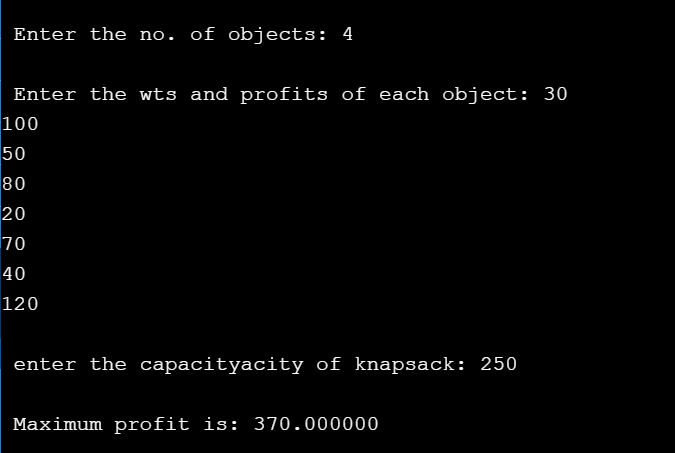 Enter the no. of objects: 4
Enter the wts and profits of each object: 30
100
50
80
20
70
40
120
enter the capacityacity of knapsack: 250
Maximum profit is: 370.000000